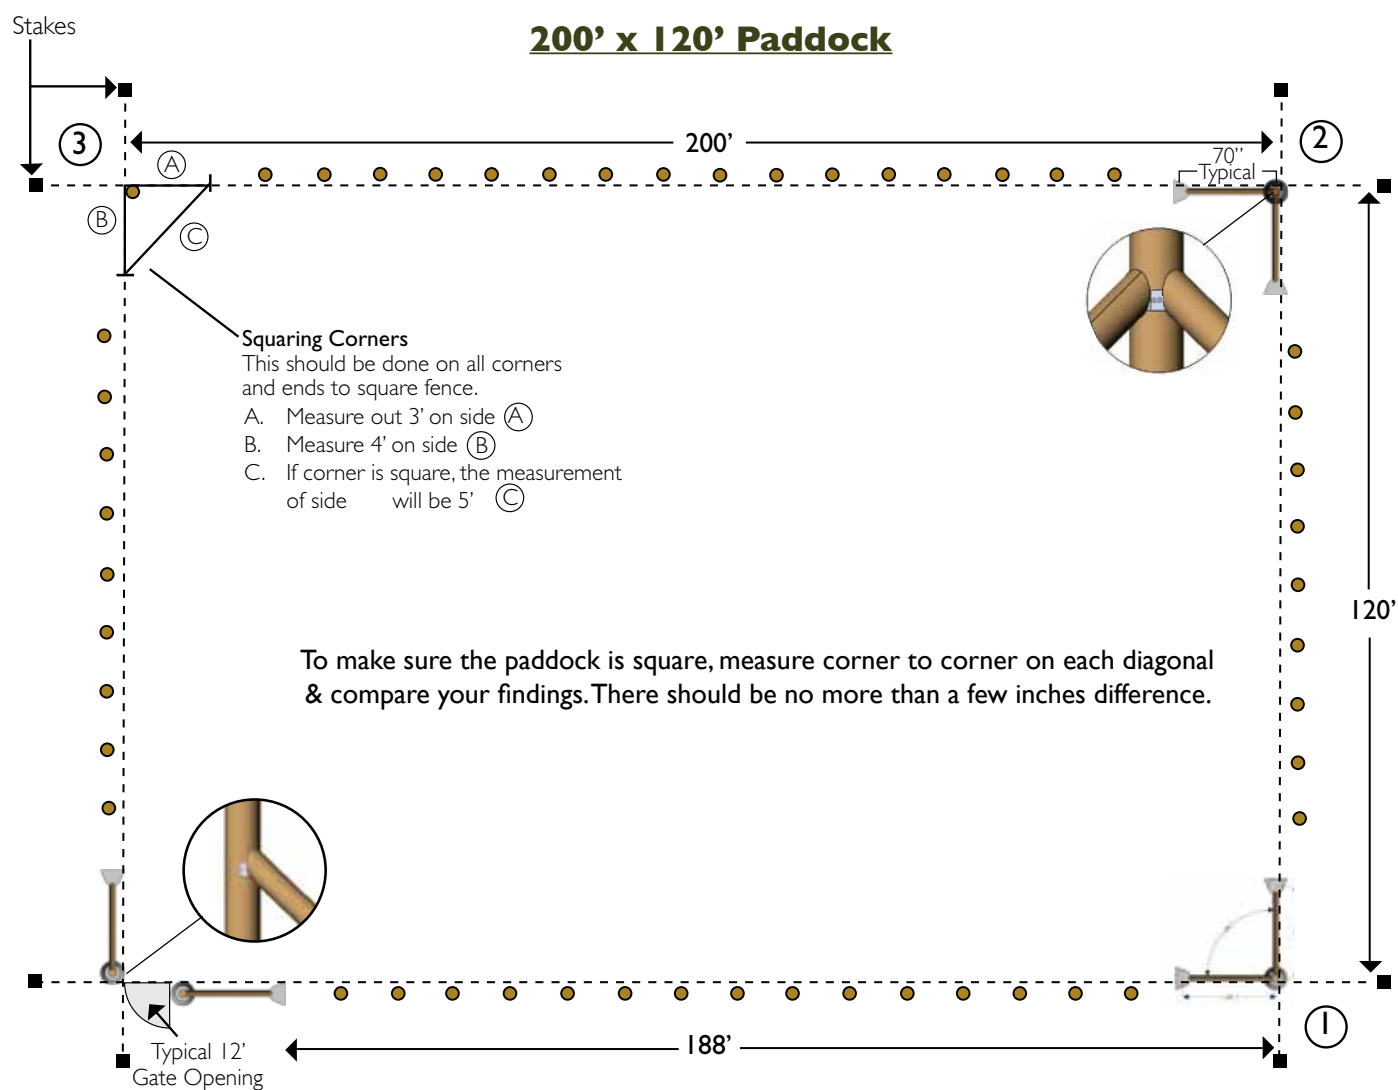 Stakes
200’ x 120’ Paddock
3
200’
2
A
70’’
Typical
B
C
Squaring Corners
This should be done on all corners
and ends to square fence.
A. Measure out 3’ on side A
B. Measure 4’ on side B
C. If corner is square, the measurement
of side will be 5’ C
120’
To make sure the paddock is square, measure corner to corner on each diagonal
& compare your findings. There should be no more than a few inches difference.
1
188’
Typical 12’
Gate Opening